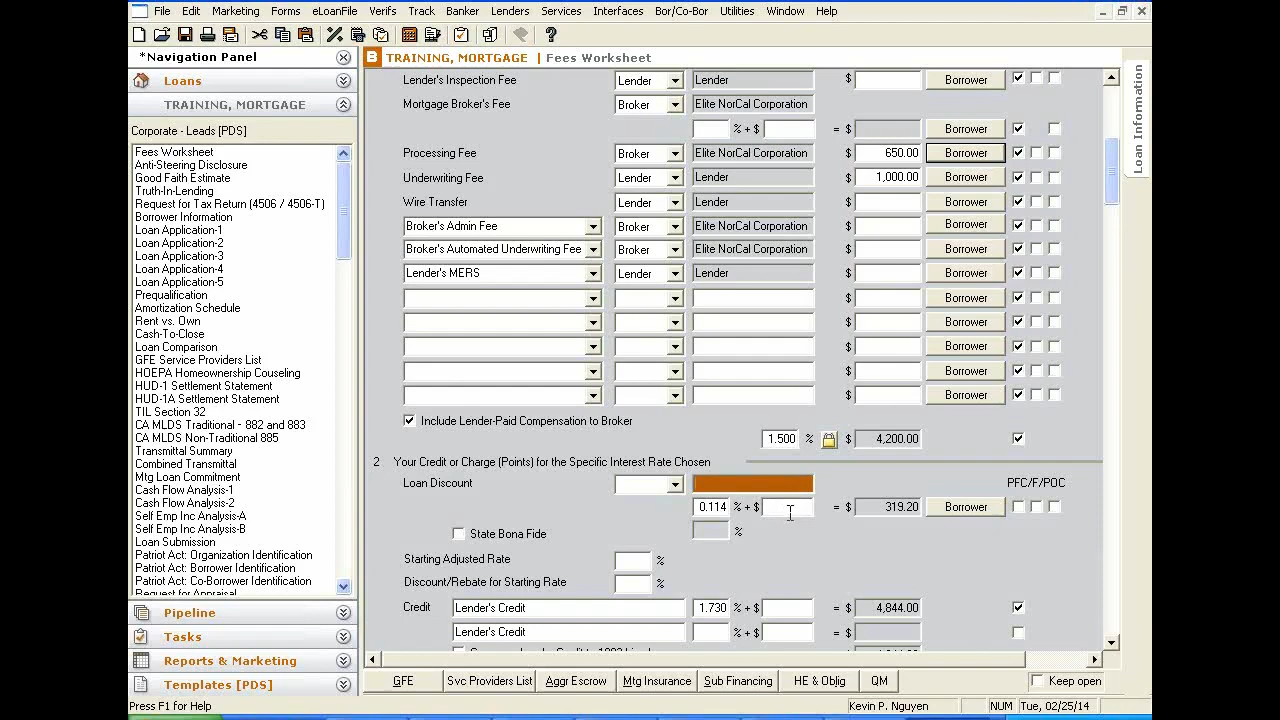 File Edit Marketing Forms eLoanFile Verifs Track Banker Lenders Services Interfaces Bor/Co-Bor Utilities Window Help
*Navigation Panel
B TRAINING, MORTGAGE | Fees Worksheet
Loans
TRAINING, MORTGAGE
Corporate - Leads [PDS]
Fees Worksheet
Anti-Steering Disclosure
Good Faith Estimate
Truth-In-Lending
Request for Tax Return (4506 / 4506-T)
Borrower Information
Loan Application-1
Loan Application-2
Loan Application-3
Loan Application-4
Loan Application-5
Prequalification
Amortization Schedule
Rent vs. Own
Cash-To-Close
Loan Comparison
GFE Service Providers List
HOEPA Homeownership Couseling
HUD-1 Settlement Statement
HUD-1A Settlement Statement
TIL Section 32
CA MLDS Traditional - 882 and 883
CA MLDS Non-Traditional 885
Transmittal Summary
Combined Transmittal
Mtg Loan Commitment
Cash Flow Analysis-1
Cash Flow Analysis-2
Self Emp Inc Analysis-A
Self Emp Inc Analysis-B
Loan Submission
Patriot Act: Organization Identification
Patriot Act: Borrower Identification
Patriot Act: Co-Borrower Identification
Request for Appraisal
Pipeline
Tasks
Reports & Marketing
Templates [PDS]
Lender's Inspection Fee Lender Lender $ Borrower
Mortgage Broker's Fee Broker Elite NorCal Corporation
% + $ = $ Borrower
Processing Fee Broker Elite NorCal Corporation $ 650.00 Borrower
Underwriting Fee Lender Lender $ 1,000.00 Borrower
Wire Transfer Lender Lender $ Borrower
Broker's Admin Fee Broker Elite NorCal Corporation $ Borrower
Broker's Automated Underwriting Fee Broker Elite NorCal Corporation $ Borrower
Lender's MERS Lender Lender $ Borrower
$ Borrower
$ Borrower
$ Borrower
$ Borrower
$ Borrower
Include Lender-Paid Compensation to Broker
1.500 % $ 4,200.00
2 Your Credit or Charge (Points) for the Specific Interest Rate Chosen
Loan Discount PFC/F/POC
0.114 % + $ = $ 319.20 Borrower
State Bona Fide %
Starting Adjusted Rate %
Discount/Rebate for Starting Rate %
Credit Lender's Credit 1.730 % + $ = $ 4,844.00
Lender's Credit % + $ = $
GFE Svc Providers List Aggr Escrow Mtg Insurance Sub Financing HE & Oblig QM Keep open
Loan Information
Press F1 for Help Kevin P. Nguyen NUM Tue, 02/25/14